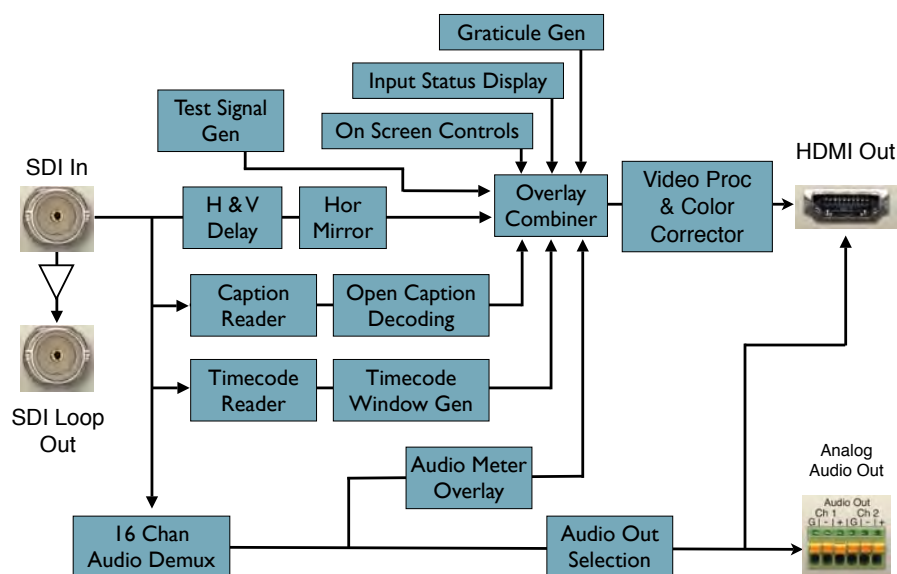 Graticule Gen
Input Status Display
Test Signal
Gen
On Screen Controls
SDI In
HDMI Out
H & V
Delay
Hor
Mirror
Overlay
Combiner
Video Proc
& Color
Corrector
Caption
Reader
Open Caption
Decoding
Timecode
Reader
Timecode
Window Gen
SDI Loop
Out
Audio Meter
Overlay
Analog
Audio Out
16 Chan
Audio Demux
Audio Out
Selection
Audio Out
Ch 1 Ch 2
G | - | + | G | - | +